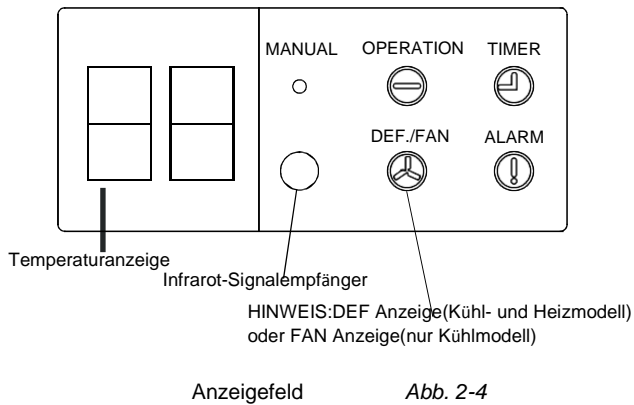 MANUAL OPERATION TIMER
DEF./FAN ALARM
Temperaturanzeige
Infrarot-Signalempfänger
HINWEIS:DEF Anzeige(Kühl- und Heizmodell)
oder FAN Anzeige(nur Kühlmodell)
Anzeigefeld Abb. 2-4